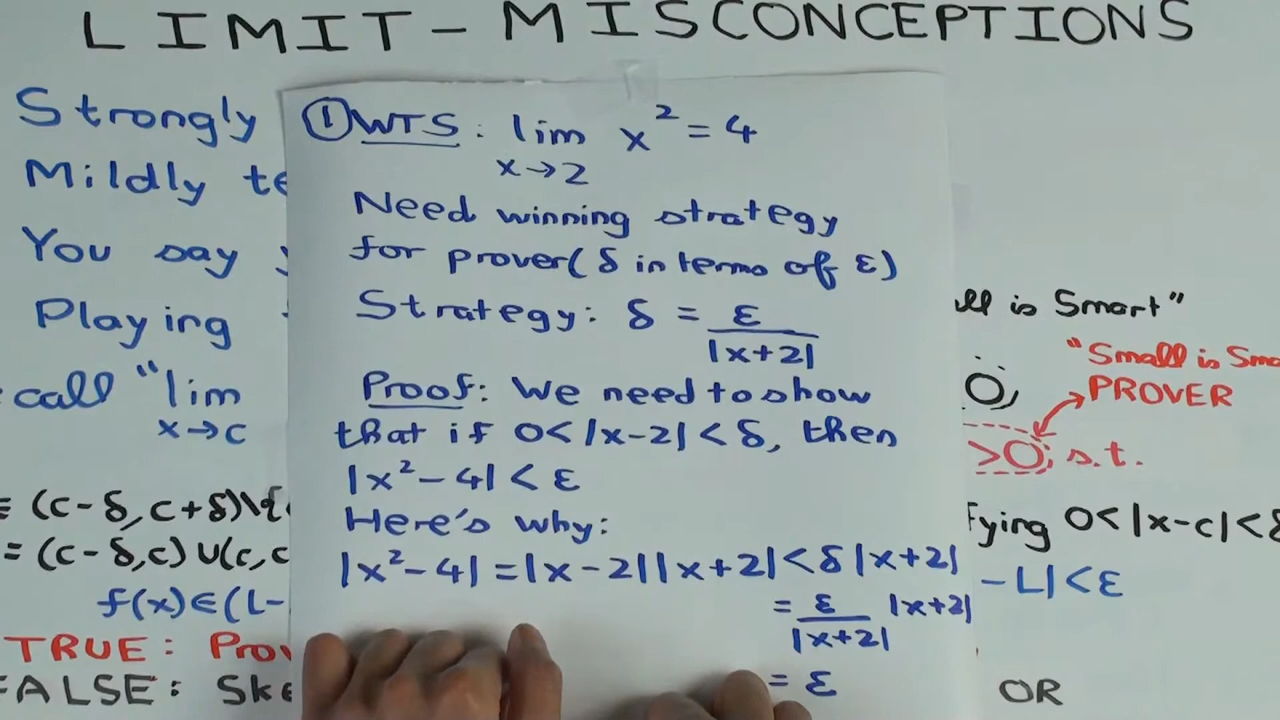 LIMIT - MISCONCEPTIONS
Strongly
Mildly te
You say
Playing
call "lim
x→c
= (c-δ, c+δ)\{
= (c-δ,c) ∪(c,c
f(x)∈(L-
TRUE: Prov
FALSE: Ske
① WTS: lim x² = 4
x→2
Need winning strategy
for prover(δ in terms of ε)
Strategy: δ = ε
|x+2|
Proof: We need to show
that if 0<|x-2|<δ, then
|x²-4|<ε
Here's why:
|x²-4| = |x-2||x+2| < δ|x+2|
= ε |x+2|
|x+2|
= ε
ll is Smart"
"Small is Sma
0,
PROVER
>0, s.t.
fying 0<|x-c|<δ
-L|<ε
OR